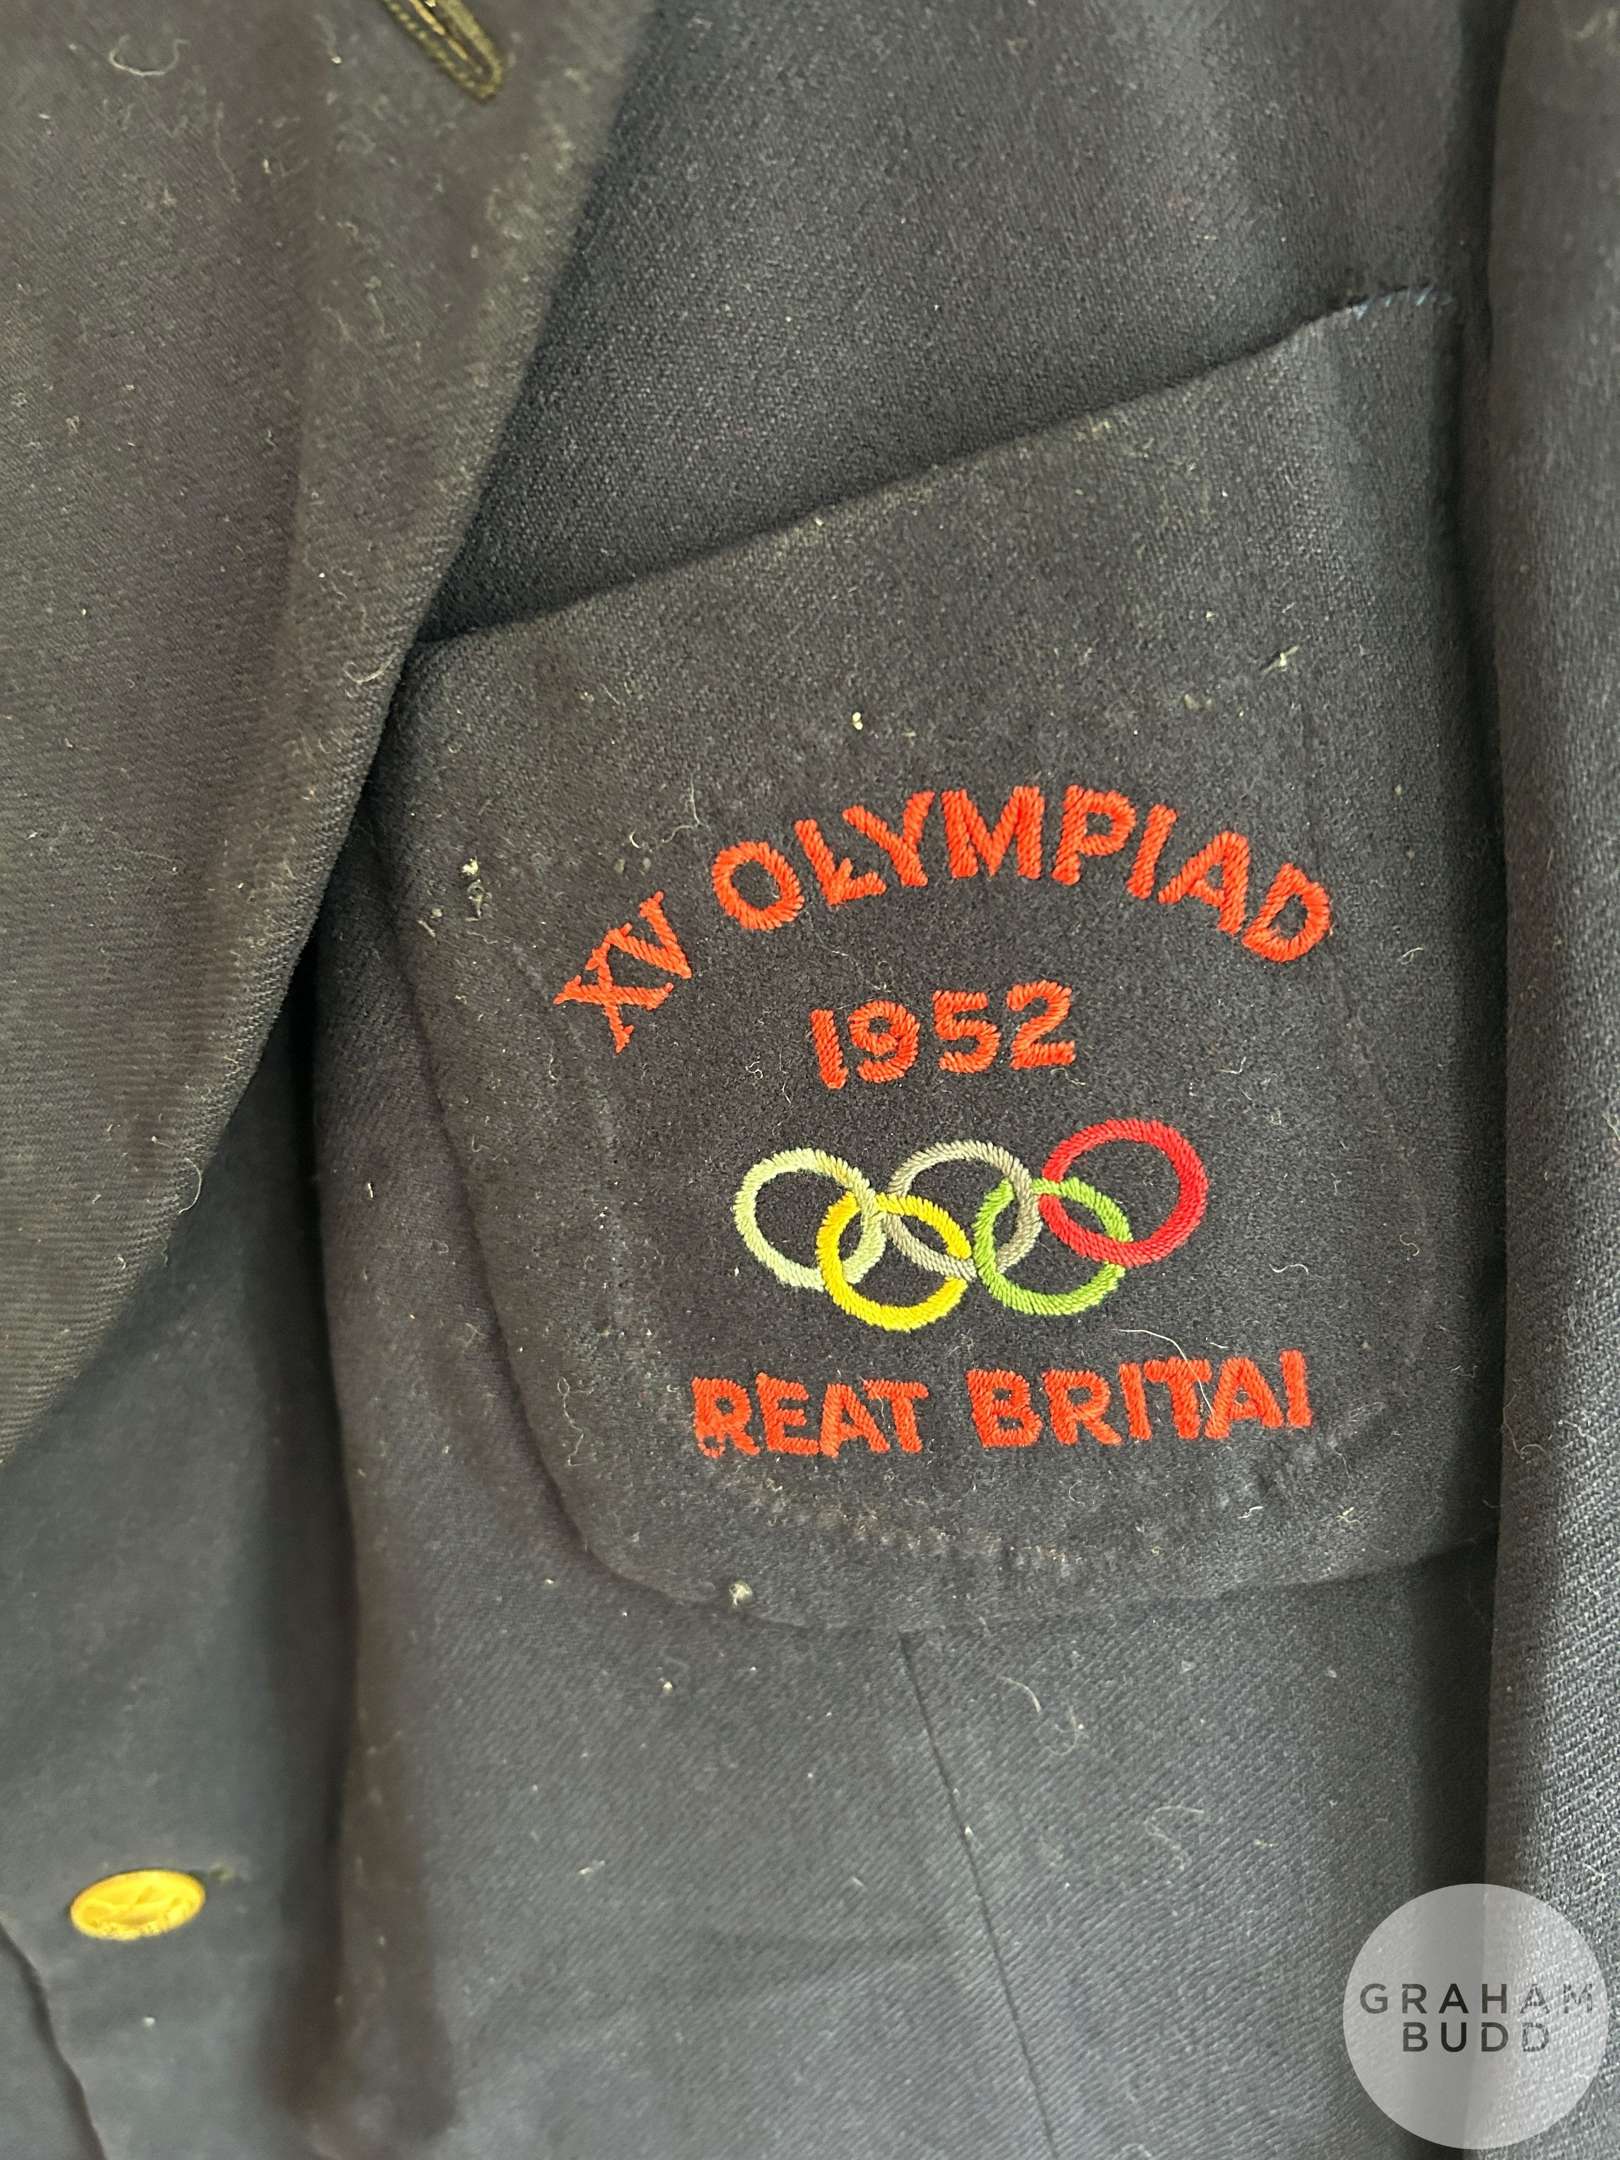 XV OLYMPIAD
1952
REAT BRITAI
GRAHAM
BUDD